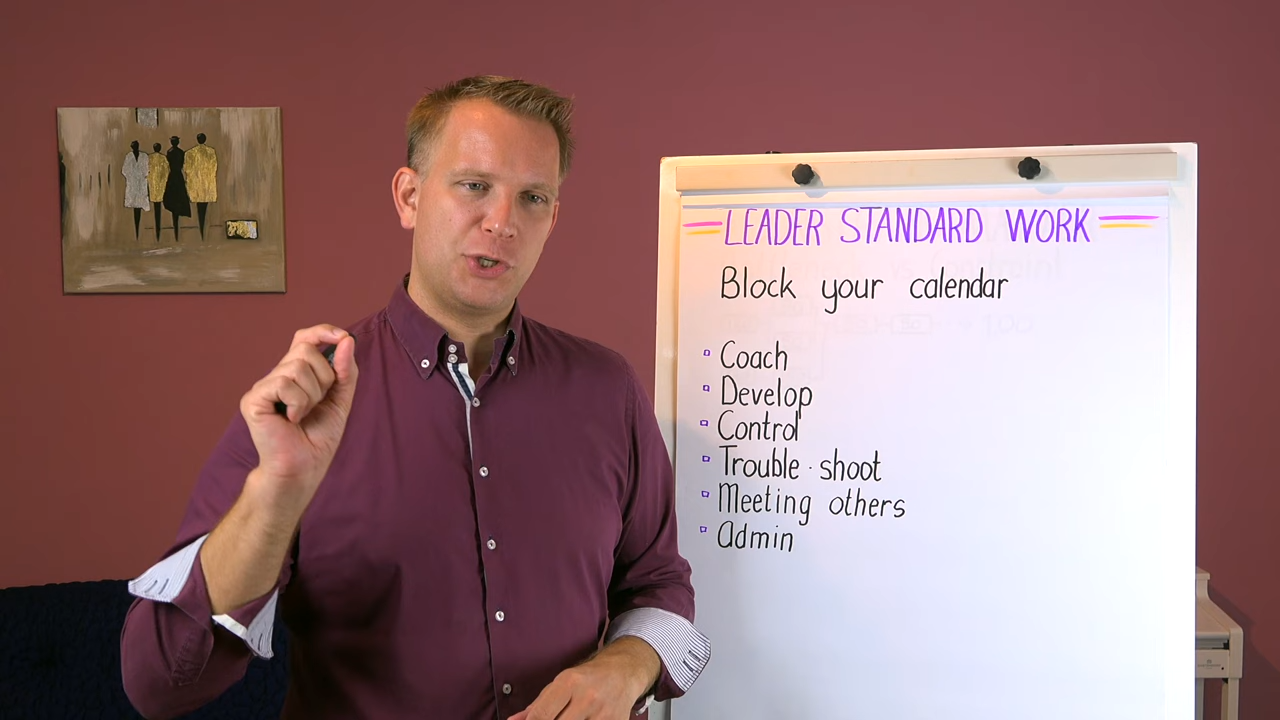 LEADER STANDARD WORK
Block your calendar
Coach
Develop
Control
Trouble-shoot
Meeting others
Admin